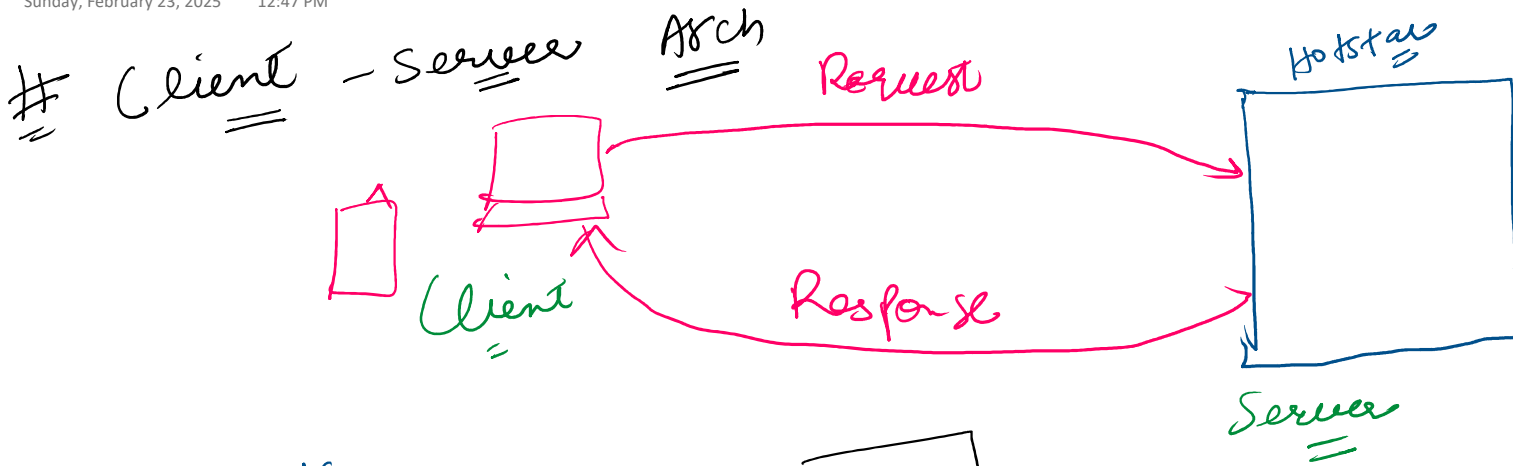 Sunday, February 23, 2025 12:47 PM
# Client - Server Arch
Request
Hotstar
Client
Response
Server